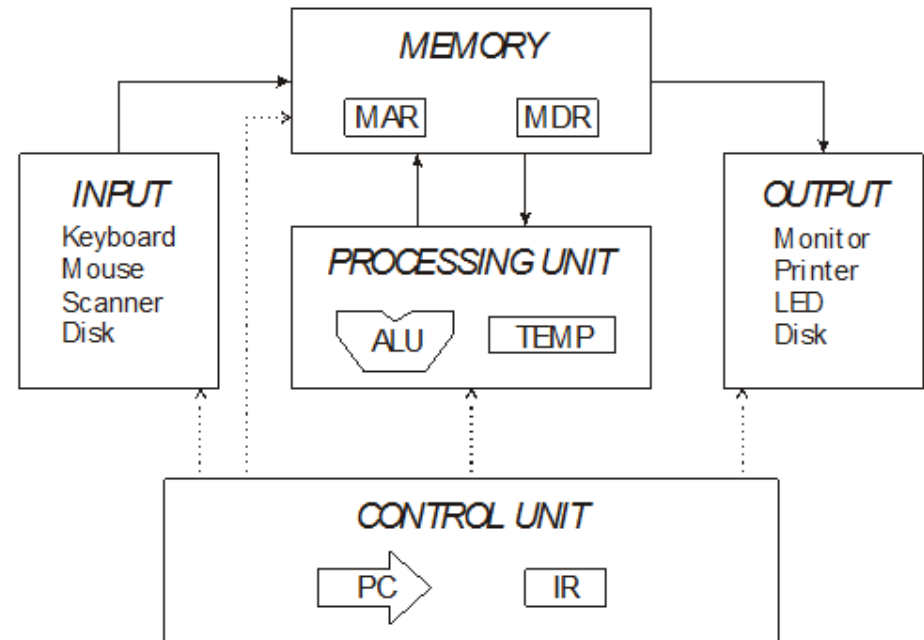 MEMORY
MAR
MDR
INPUT
Keyboard
Mouse
Scanner
Disk
PROCESSING UNIT
ALU
TEMP
OUTPUT
Monitor
Printer
LED
Disk
CONTROL UNIT
PC
IR